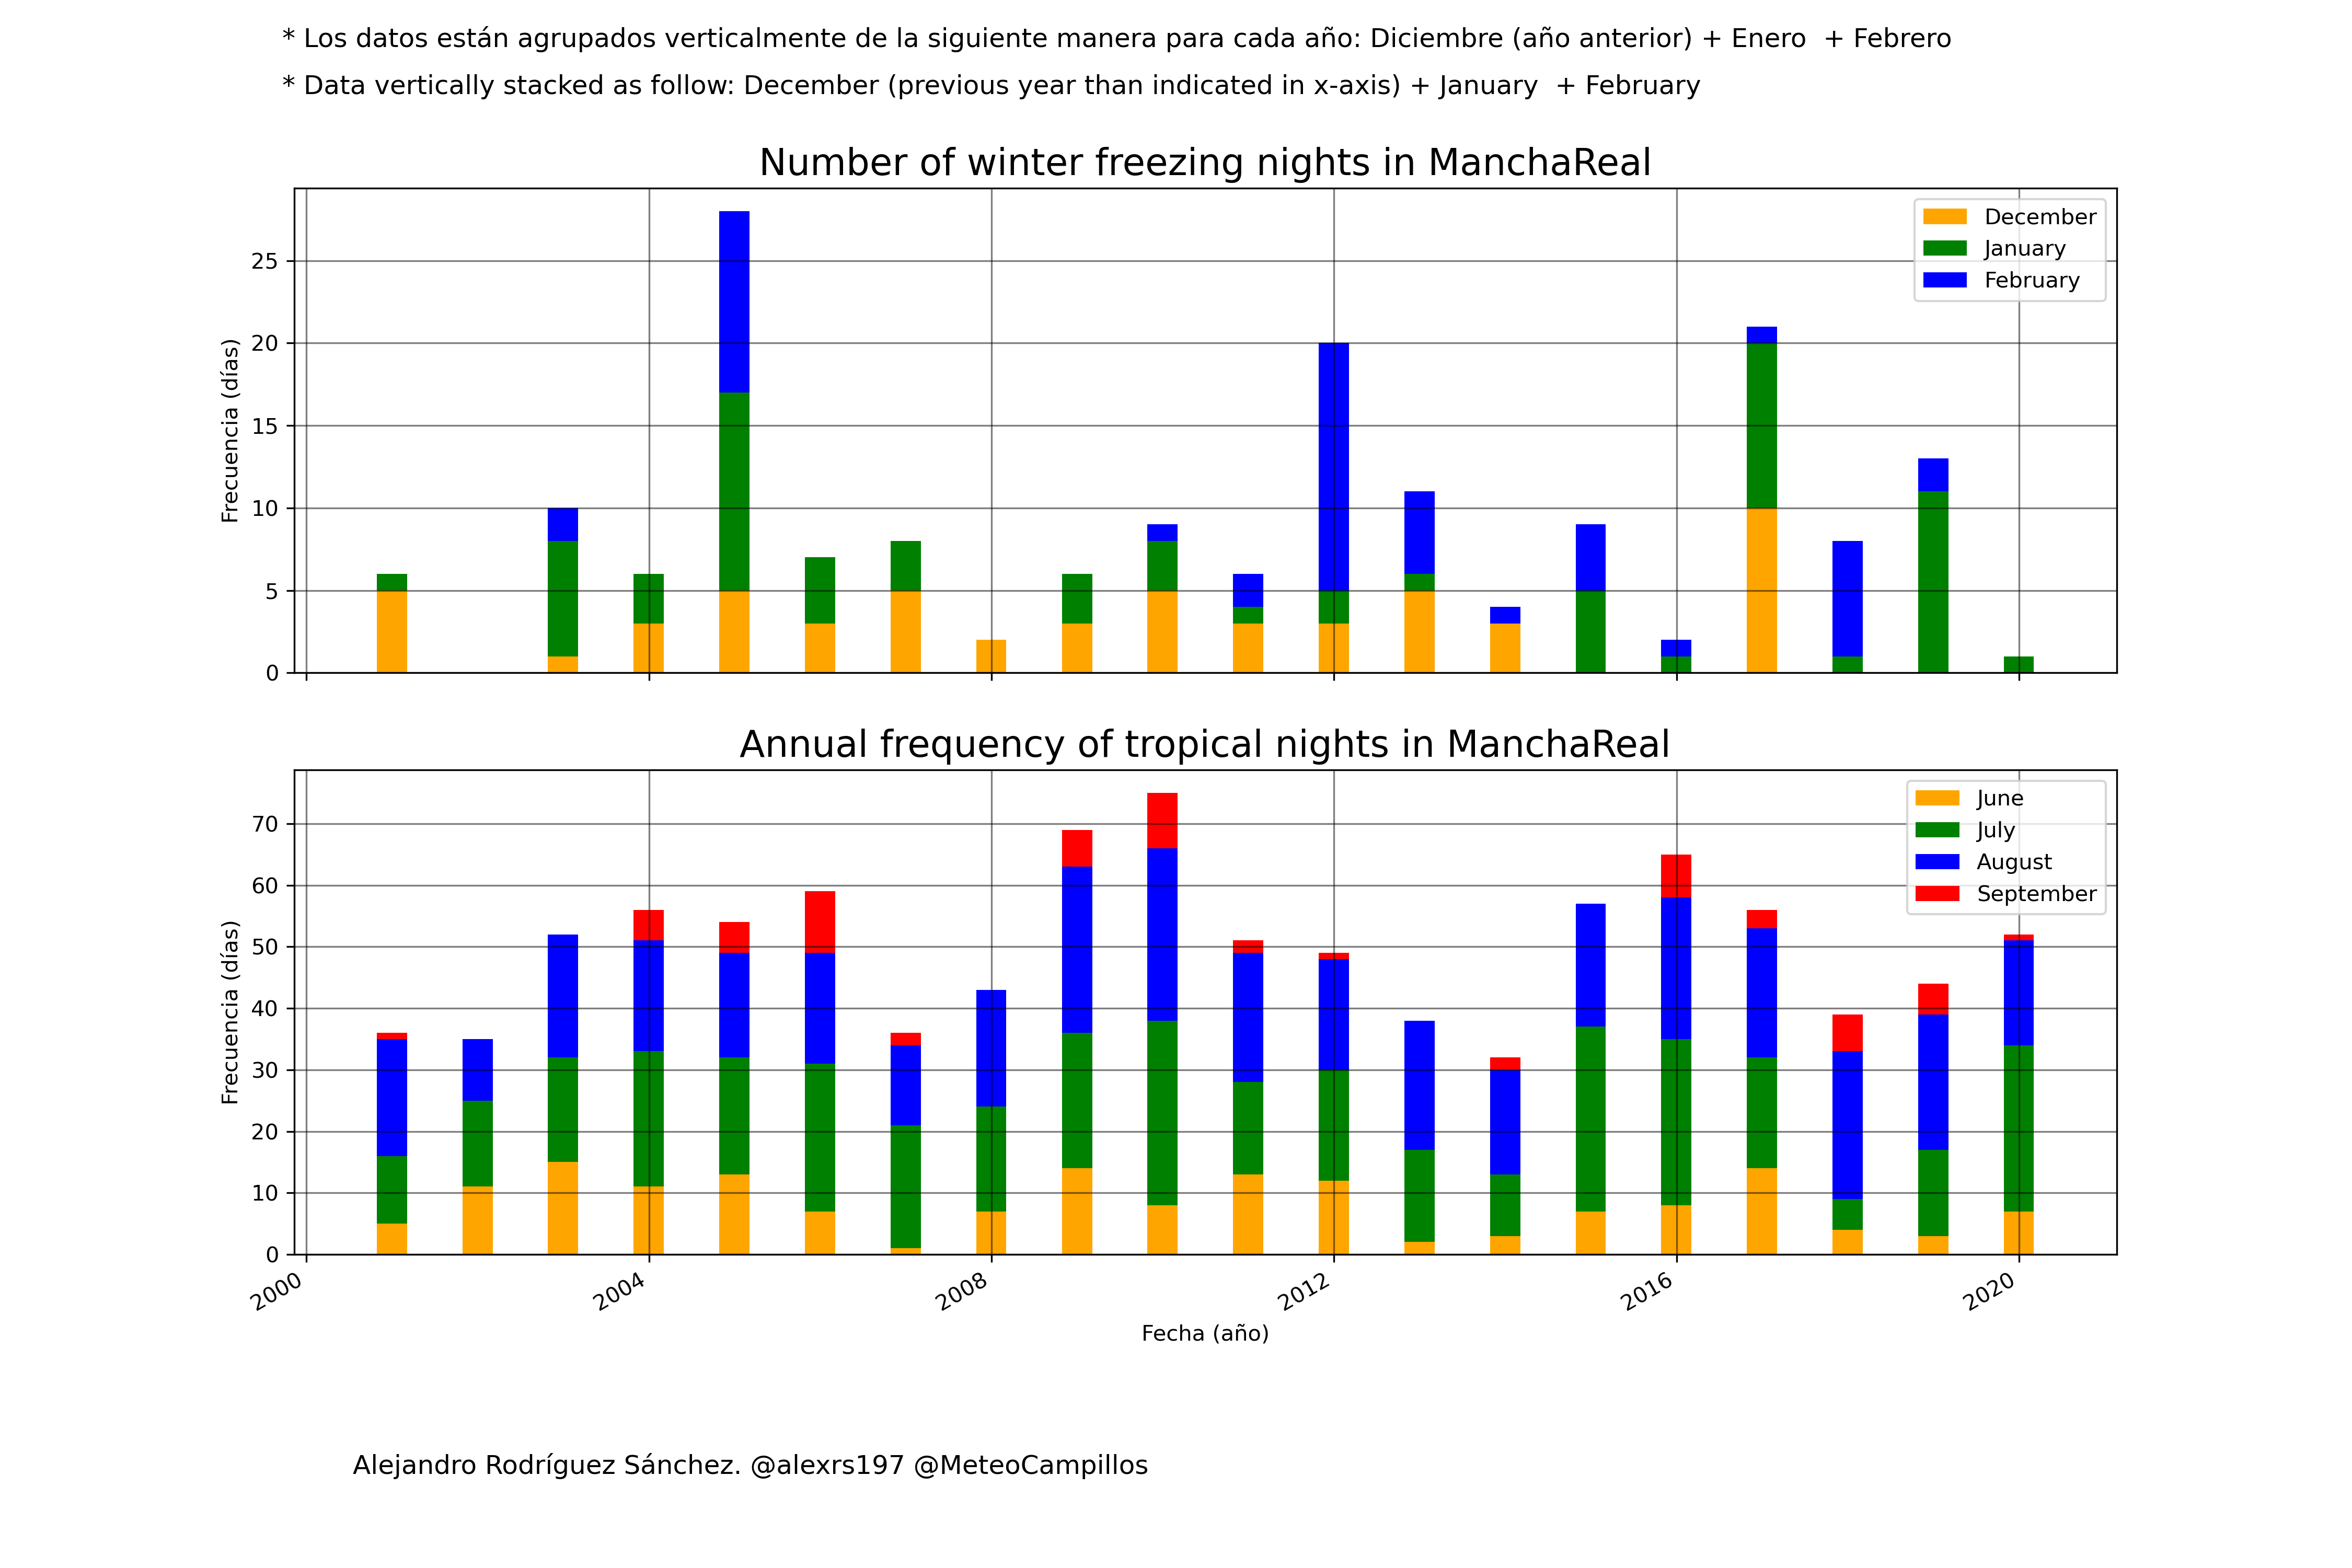 * Los datos están agrupados verticalmente de la siguiente manera para cada año: Diciembre (año anterior) + Enero  + Febrero
* Data vertically stacked as follow: December (previous year than indicated in x-axis) + January  + February
Number of winter freezing nights in ManchaReal
December
January
February
Frecuencia (días)
25
20
15
10
5
0
Annual frequency of tropical nights in ManchaReal
June
July
August
September
Frecuencia (días)
70
60
50
40
30
20
10
0
2000 2004 2008 2012 2016 2020
Fecha (año)
Alejandro Rodríguez Sánchez. @alexrs197 @MeteoCampillos